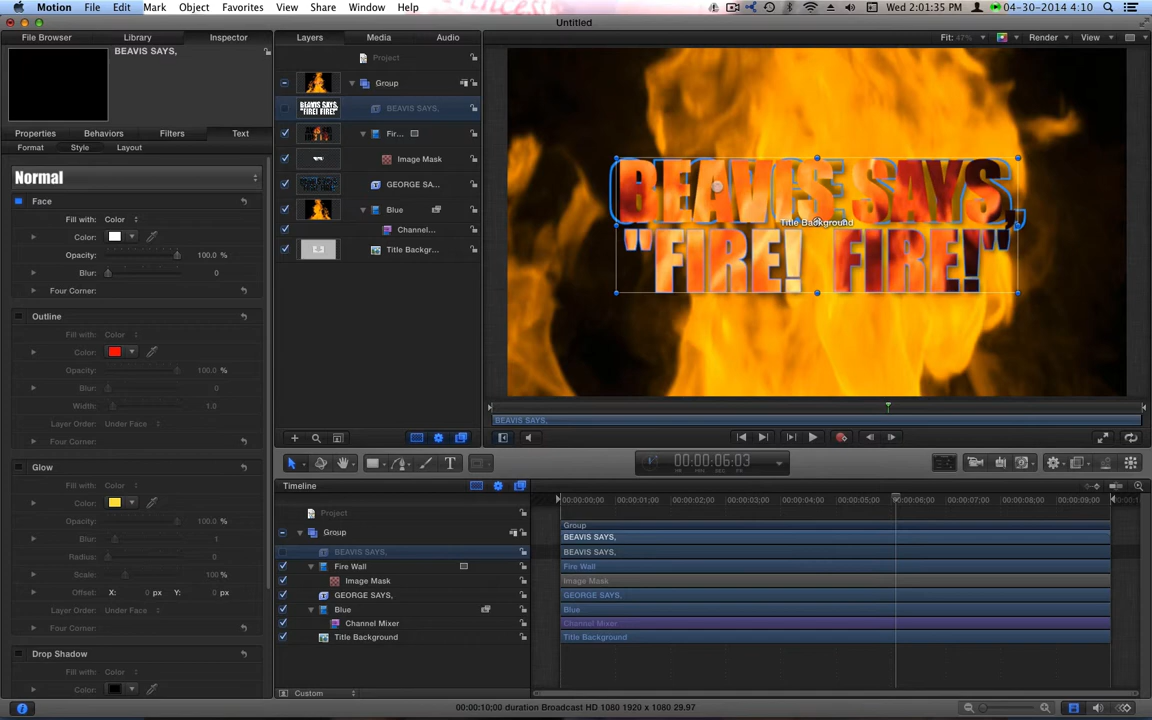 Motion File Edit Mark Object Favorites View Share Window Help
Wed 2:01:35 PM
04-30-2014 4:10
Untitled
File Browser Library Inspector
Layers Media Audio
Fit: 47%
Render
View
BEAVIS SAYS,
Project
Group
BEAVIS SAYS,
Fir...
Image Mask
GEORGE SA...
Blue
Channel...
Title Backgr...
Properties Behaviors Filters Text
Format Style Layout
Normal
Face
Fill with: Color
Color:
Opacity: 100.0 %
Blur: 0
Four Corner:
Outline
Fill with: Color
Color:
Opacity: 100.0 %
Blur: 0
Width: 1.0
Layer Order: Under Face
Four Corner:
Glow
Fill with: Color
Color:
Opacity: 100.0 %
Blur: 1
Radius: 0
Scale: 100 %
Offset: X: 0 px Y: 0 px
Layer Order: Under Face
Four Corner:
Drop Shadow
Fill with: Color
Color:
BEAVIS SAYS,
Title Background
"FIRE! FIRE!"
BEAVIS SAYS,
T
00:00:06;03
HR MIN SEC FR
Timeline
00:00:00;00 00:00:01;00 00:00:02;00 00:00:03;00 00:00:04;00 00:00:05;00 00:00:06;00 00:00:07;00 00:00:08;00 00:00:09;00
Project
Group
BEAVIS SAYS,
Fire Wall
Image Mask
GEORGE SAYS,
Blue
Channel Mixer
Title Background
Group
BEAVIS SAYS,
BEAVIS SAYS,
Fire Wall
Image Mask
GEORGE SAYS,
Blue
Channel Mixer
Title Background
Custom
00:00:10;00 duration Broadcast HD 1080 1920 x 1080 29.97